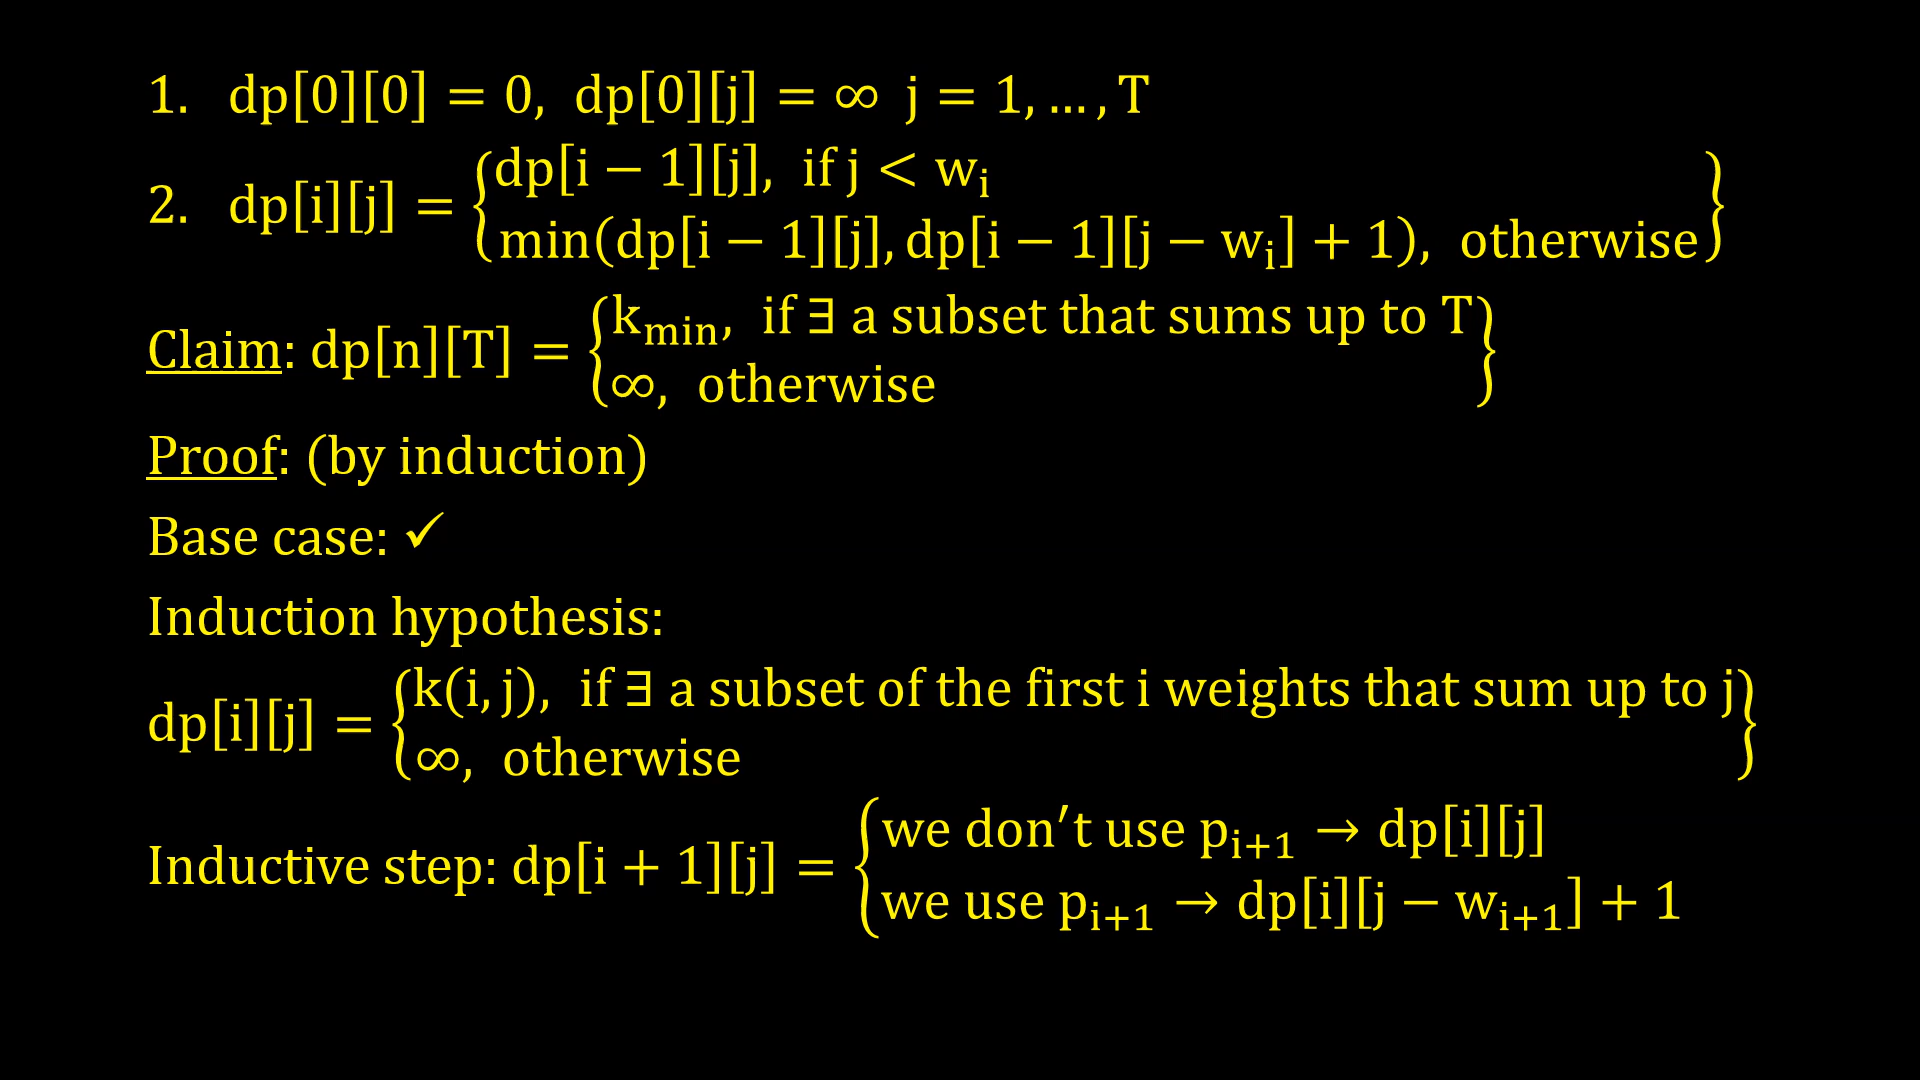 1. dp[0][0] = 0, dp[0][j] = ∞ j = 1, … , T
2. dp[i][j] = {dp[i − 1][j], if j < wᵢ
min(dp[i − 1][j], dp[i − 1][j − wᵢ] + 1), otherwise}
Claim: dp[n][T] = {k_min, if ∃ a subset that sums up to T
∞, otherwise}
Proof: (by induction)
Base case: ✓
Induction hypothesis:
dp[i][j] = {k(i, j), if ∃ a subset of the first i weights that sum up to j
∞, otherwise}
Inductive step: dp[i + 1][j] = {we don′t use pᵢ₊₁ → dp[i][j]
we use pᵢ₊₁ → dp[i][j − wᵢ₊₁] + 1